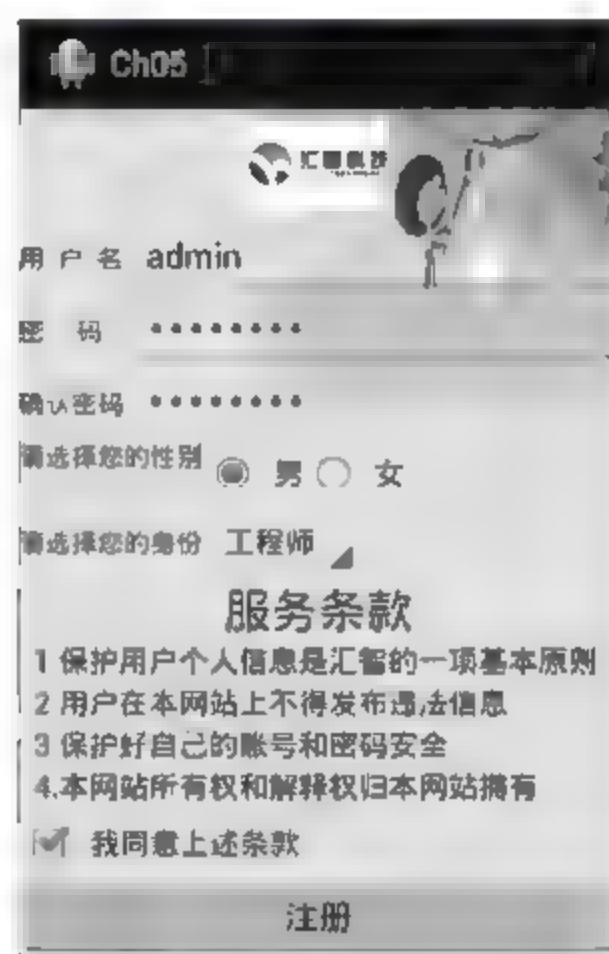 Ch05
汇智科技
用户名 admin
密 码 ••••••••
确认密码 ••••••••
请选择您的性别 男 女
请选择您的身份 工程师
服务条款
1 保护用户个人信息是汇智的一项基本原则
2 用户在本网站上不得发布违法信息
3 保护好自己的账号和密码安全
4.本网站所有权和解释权归本网站拥有
我同意上述条款
注册